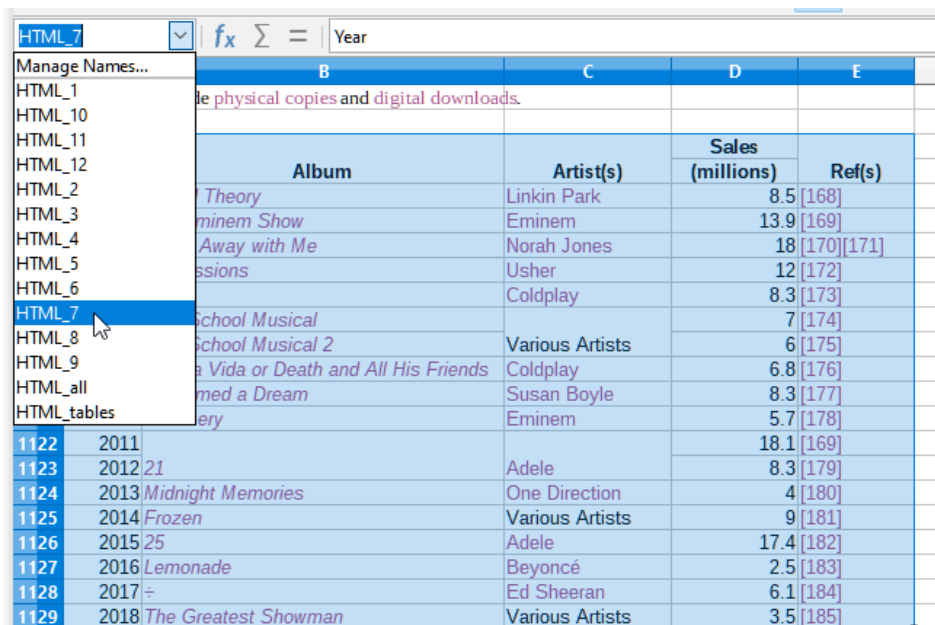 HTML_7 fx Σ = Year
Manage Names...
HTML_1
HTML_10
HTML_11
HTML_12
HTML_2
HTML_3
HTML_4
HTML_5
HTML_6
HTML_7
HTML_8
HTML_9
HTML_all
HTML_tables
B C D E
de physical copies and digital downloads.
Sales
Album Artist(s) (millions) Ref(s)
Theory Linkin Park 8.5 [168]
minem Show Eminem 13.9 [169]
Away with Me Norah Jones 18 [170][171]
ssions Usher 12 [172]
Coldplay 8.3 [173]
School Musical 7 [174]
School Musical 2 Various Artists 6 [175]
a Vida or Death and All His Friends Coldplay 6.8 [176]
med a Dream Susan Boyle 8.3 [177]
ery Eminem 5.7 [178]
1122 2011 18.1 [169]
1123 2012 21 Adele 8.3 [179]
1124 2013 Midnight Memories One Direction 4 [180]
1125 2014 Frozen Various Artists 9 [181]
1126 2015 25 Adele 17.4 [182]
1127 2016 Lemonade Beyoncé 2.5 [183]
1128 2017 ÷ Ed Sheeran 6.1 [184]
1129 2018 The Greatest Showman Various Artists 3.5 [185]